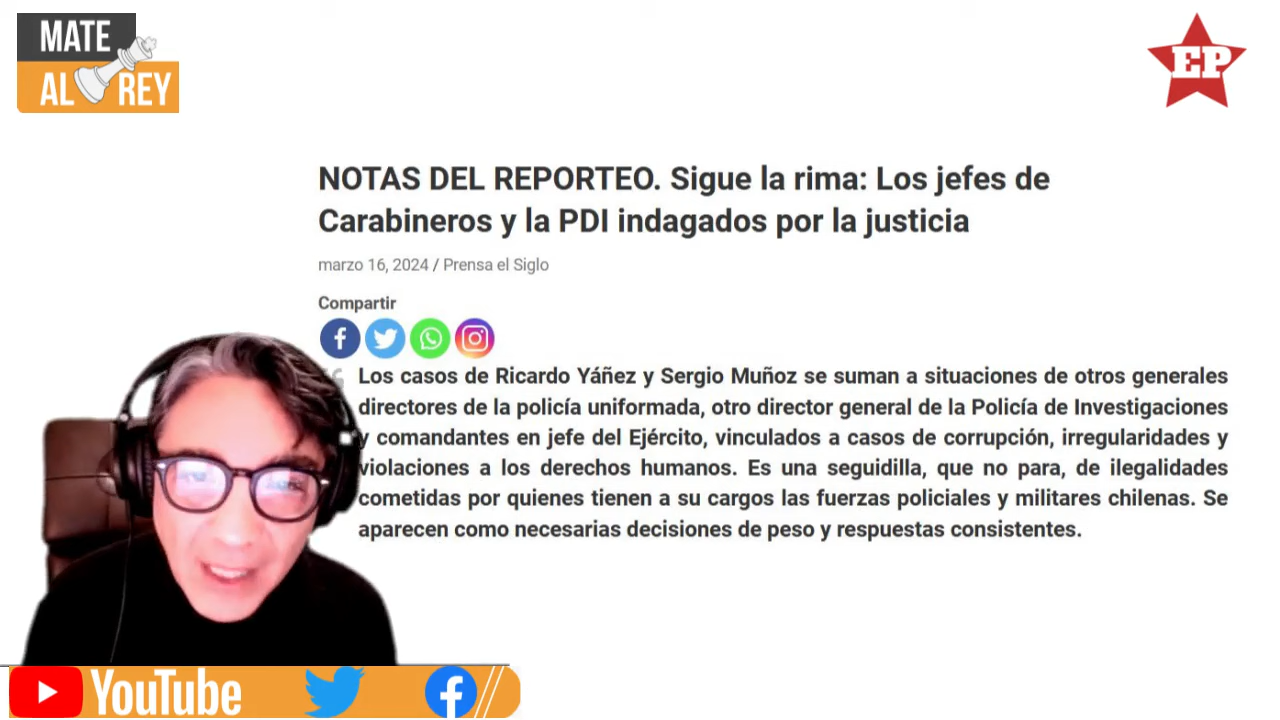 MATE
AL REY
EP
NOTAS DEL REPORTEO. Sigue la rima: Los jefes de
Carabineros y la PDI indagados por la justicia
marzo 16, 2024 / Prensa el Siglo
Compartir
Los casos de Ricardo Yáñez y Sergio Muñoz se suman a situaciones de otros generales
directores de la policía uniformada, otro director general de la Policía de Investigaciones
y comandantes en jefe del Ejército, vinculados a casos de corrupción, irregularidades y
violaciones a los derechos humanos. Es una seguidilla, que no para, de ilegalidades
cometidas por quienes tienen a su cargos las fuerzas policiales y militares chilenas. Se
aparecen como necesarias decisiones de peso y respuestas consistentes.
YouTube